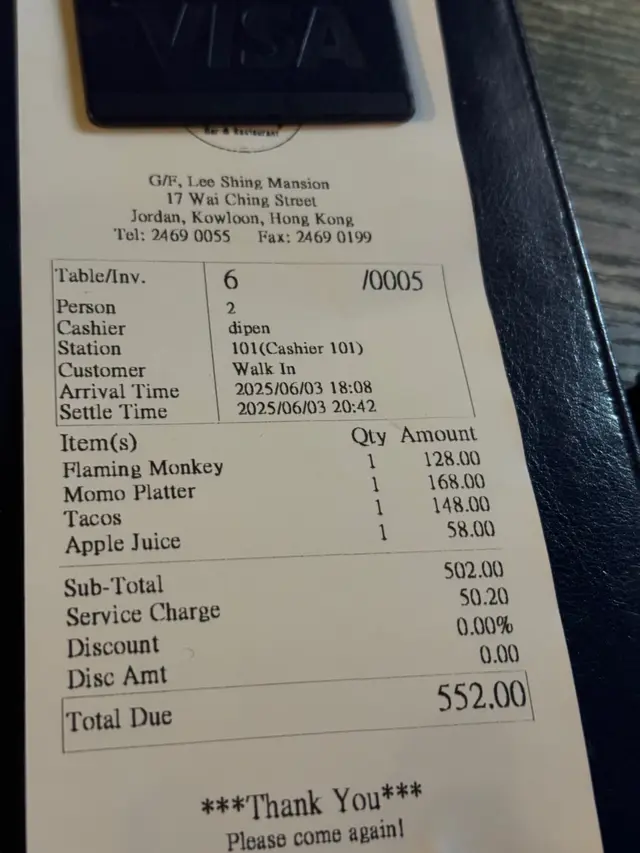 VISA
Bar & Restaurant
G/F, Lee Shing Mansion
17 Wai Ching Street
Jordan, Kowloon, Hong Kong
Tel: 2469 0055 Fax: 2469 0199
Table/Inv. 6 /0005
Person 2
Cashier dipen
Station 101(Cashier 101)
Customer Walk In
Arrival Time 2025/06/03 18:08
Settle Time 2025/06/03 20:42
Item(s) Qty Amount
Flaming Monkey 1 128.00
Momo Platter 1 168.00
Tacos 1 148.00
Apple Juice 1 58.00
Sub-Total 502.00
Service Charge 50.20
Discount 0.00%
Disc Amt 0.00
Total Due 552.00
***Thank You***
Please come again!